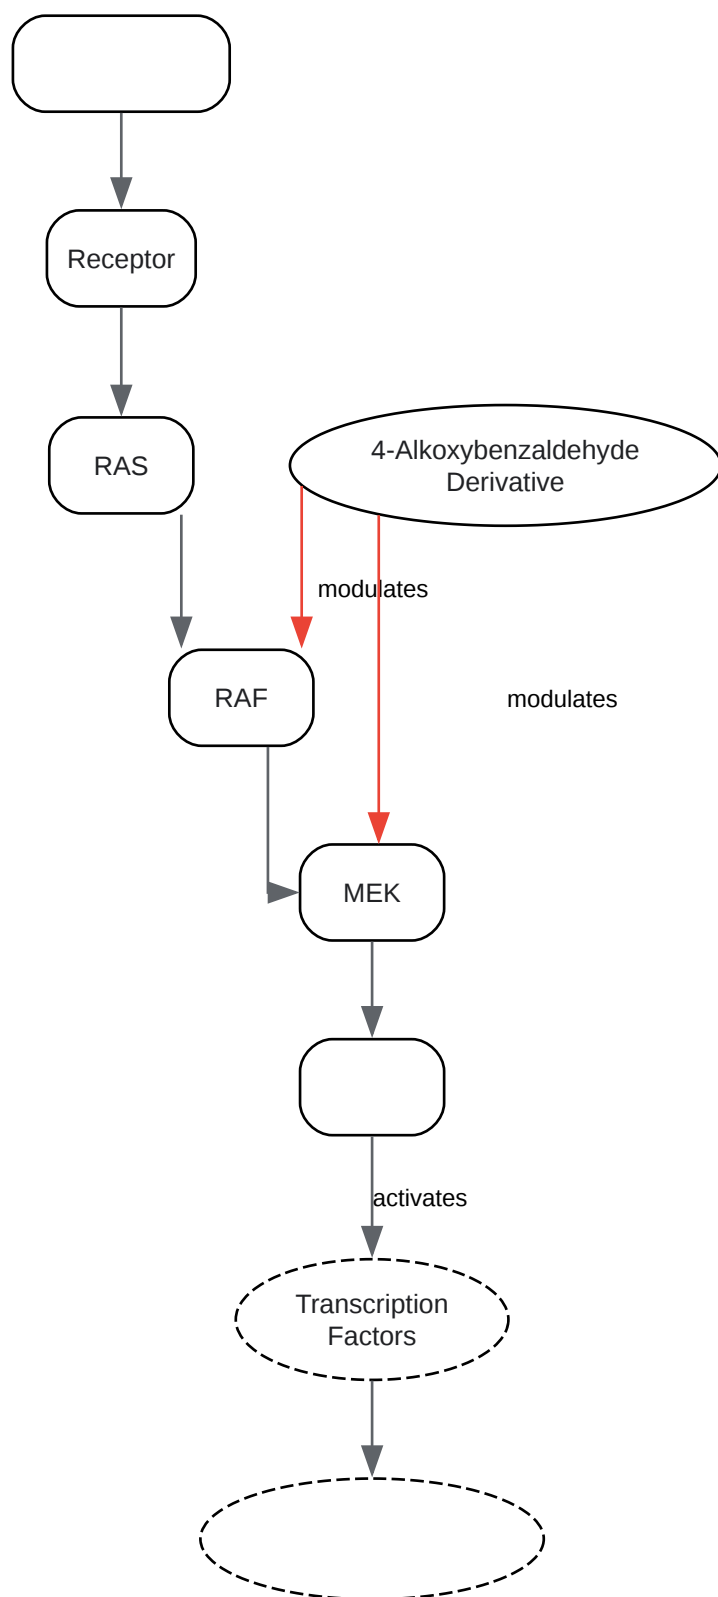 Receptor
RAS
4-Alkoxybenzaldehyde
Derivative
modulates
RAF
modulates
MEK
activates
Transcription
Factors